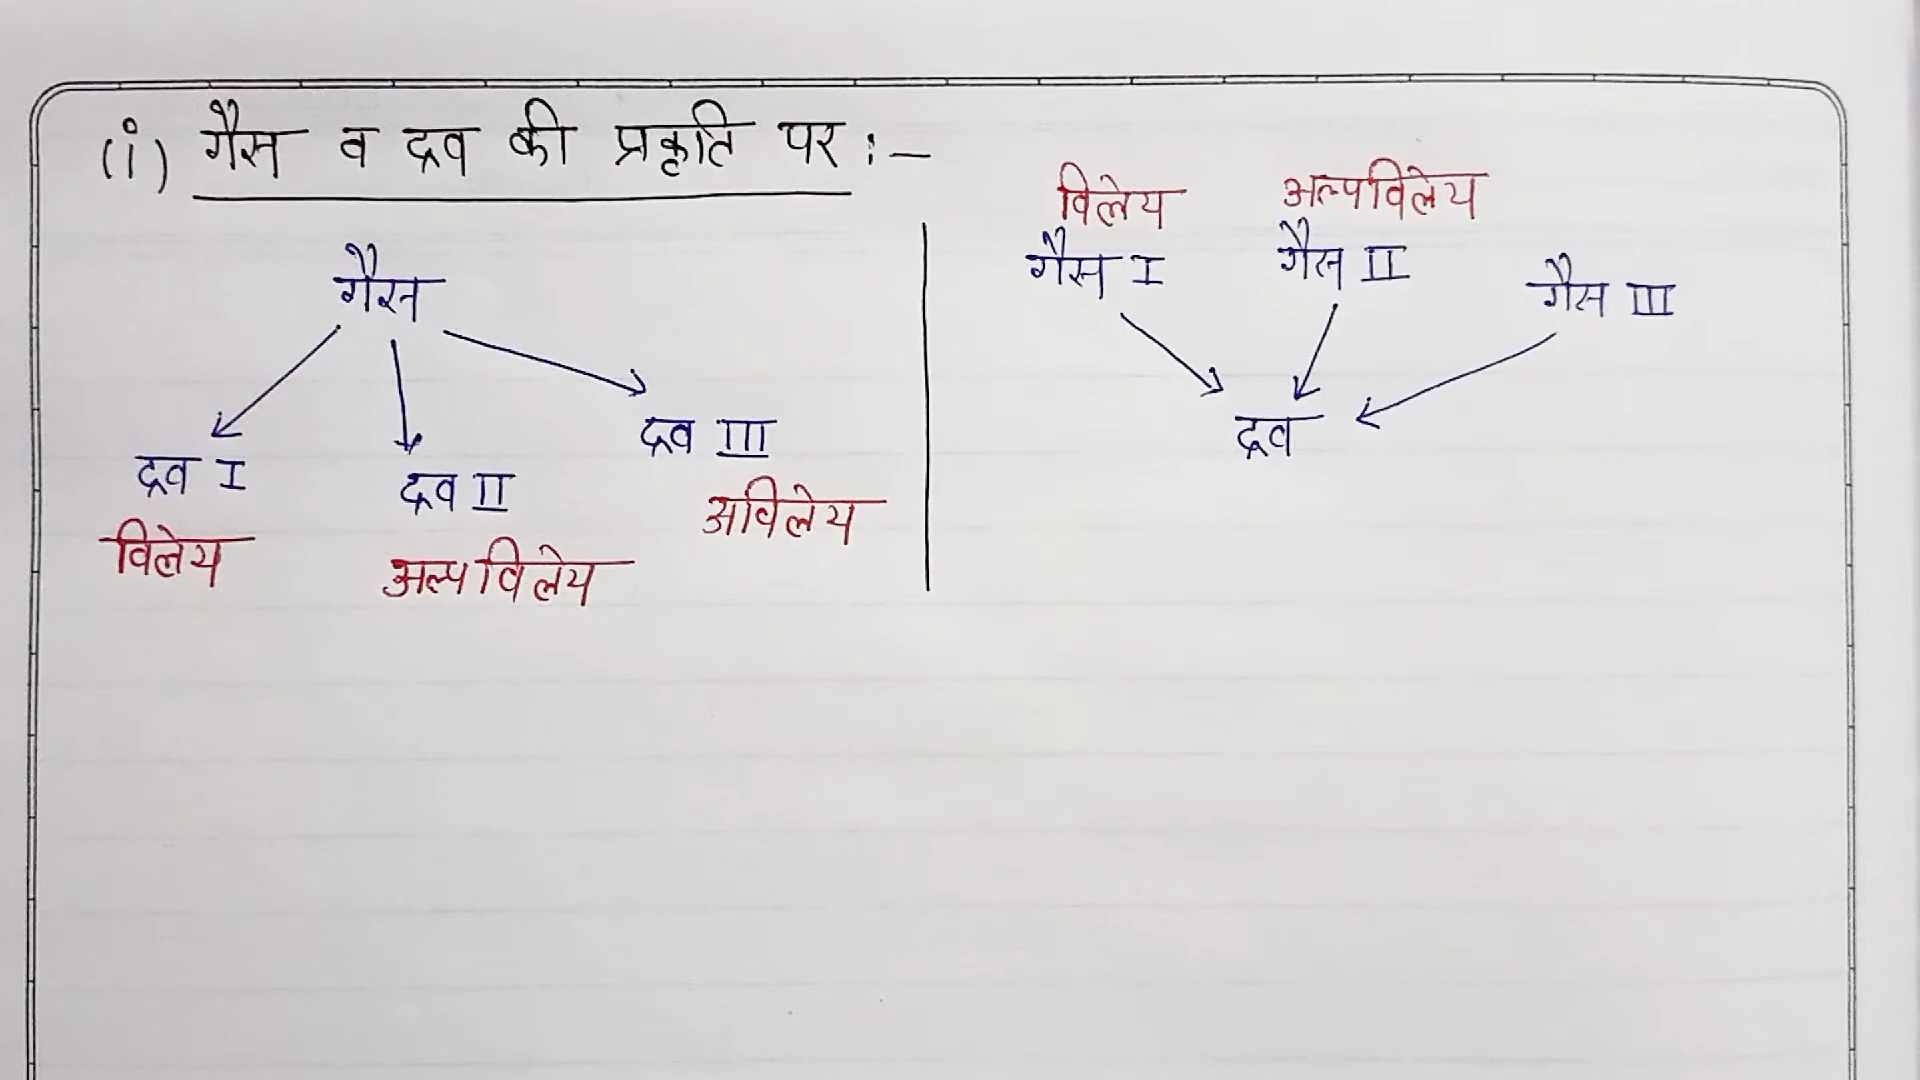 (i) गैस व द्रव की प्रकृति पर :-
गैस
द्रव I
द्रव II
द्रव III
विलेय
अल्पविलेय
अविलेय
विलेय
अल्पविलेय
गैस I
गैस II
गैस III
द्रव